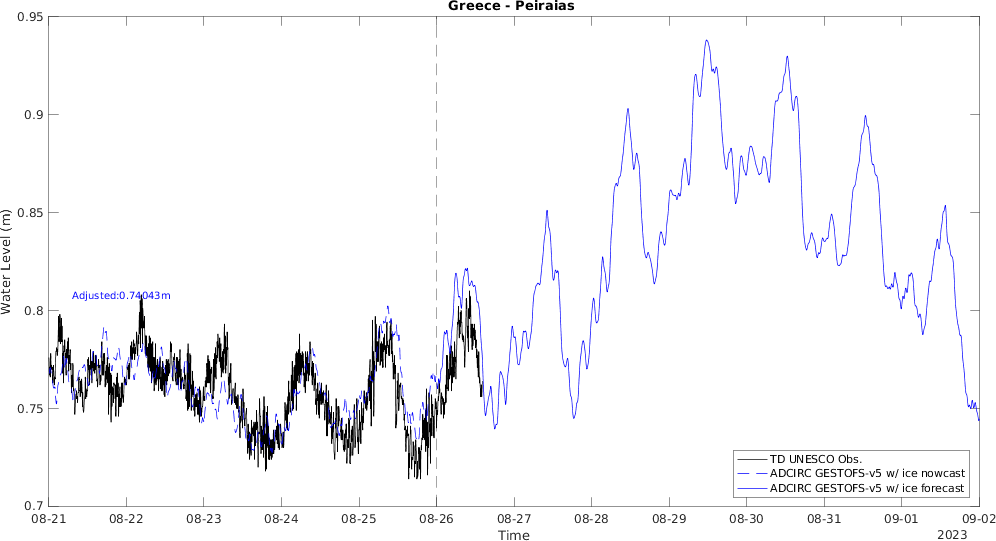 Greece - Peiraias
0.95
0.9
0.85
0.8
0.75
0.7
Water Level (m)
Adjusted:0.74043m
TD UNESCO Obs.
ADCIRC GESTOFS-v5 w/ ice nowcast
ADCIRC GESTOFS-v5 w/ ice forecast
08-21 08-22 08-23 08-24 08-25 08-26 08-27 08-28 08-29 08-30 08-31 09-01 09-02
Time
2023